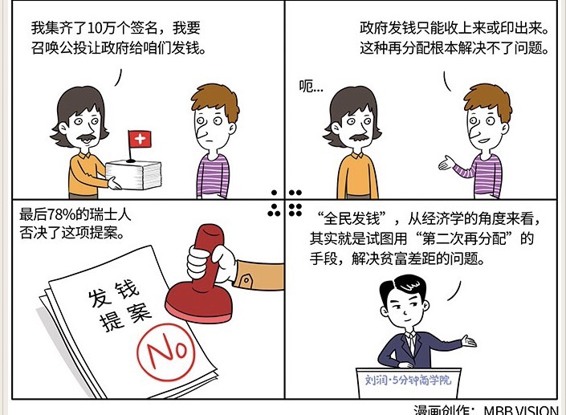 我集齐了10万个签名，我要
召唤公投让政府给咱们发钱。
政府发钱只能收上来或印出来。
这种再分配根本解决不了问题。
呃...
最后78%的瑞士人
否决了这项提案。
发钱
提案
No
“全民发钱”，从经济学的角度来看，
其实就是试图用“第二次再分配”的
手段，解决贫富差距的问题。
刘润·5分钟商学院
漫画创作：MBB VISION